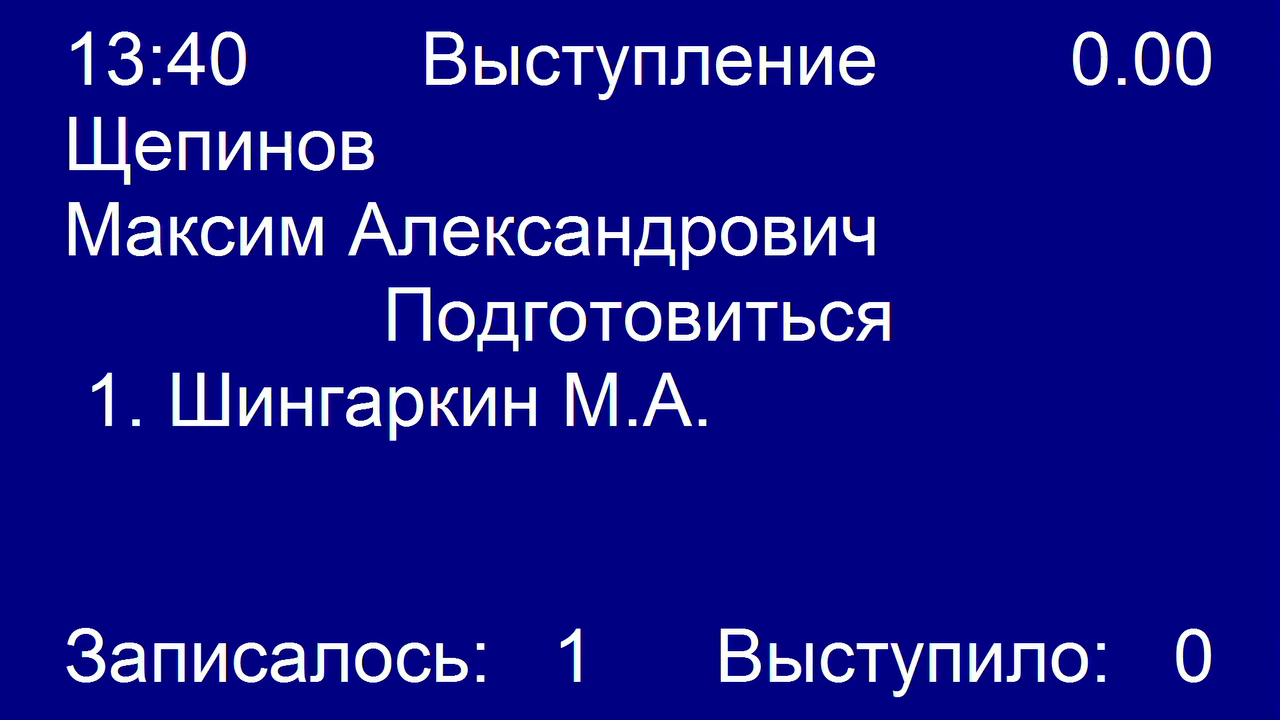 13:40 Выступление 0.00
Щепинов
Максим Александрович
Подготовиться
1. Шингаркин М.А.
Записалось: 1 Выступило: 0